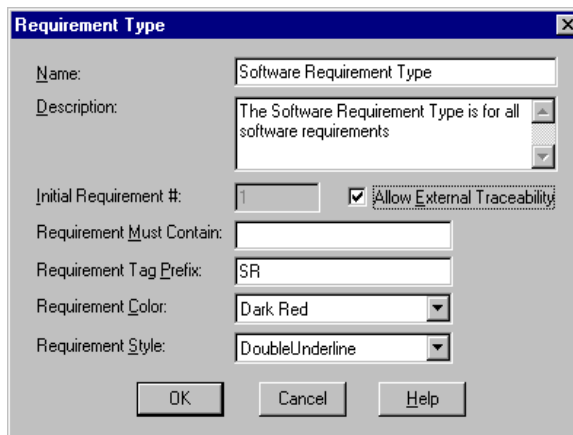 Requirement Type
Name: Software Requirement Type
Description: The Software Requirement Type is for all
software requirements
Initial Requirement #: 1 Allow External Traceability
Requirement Must Contain:
Requirement Tag Prefix: SR
Requirement Color: Dark Red
Requirement Style: DoubleUnderline
OK Cancel Help